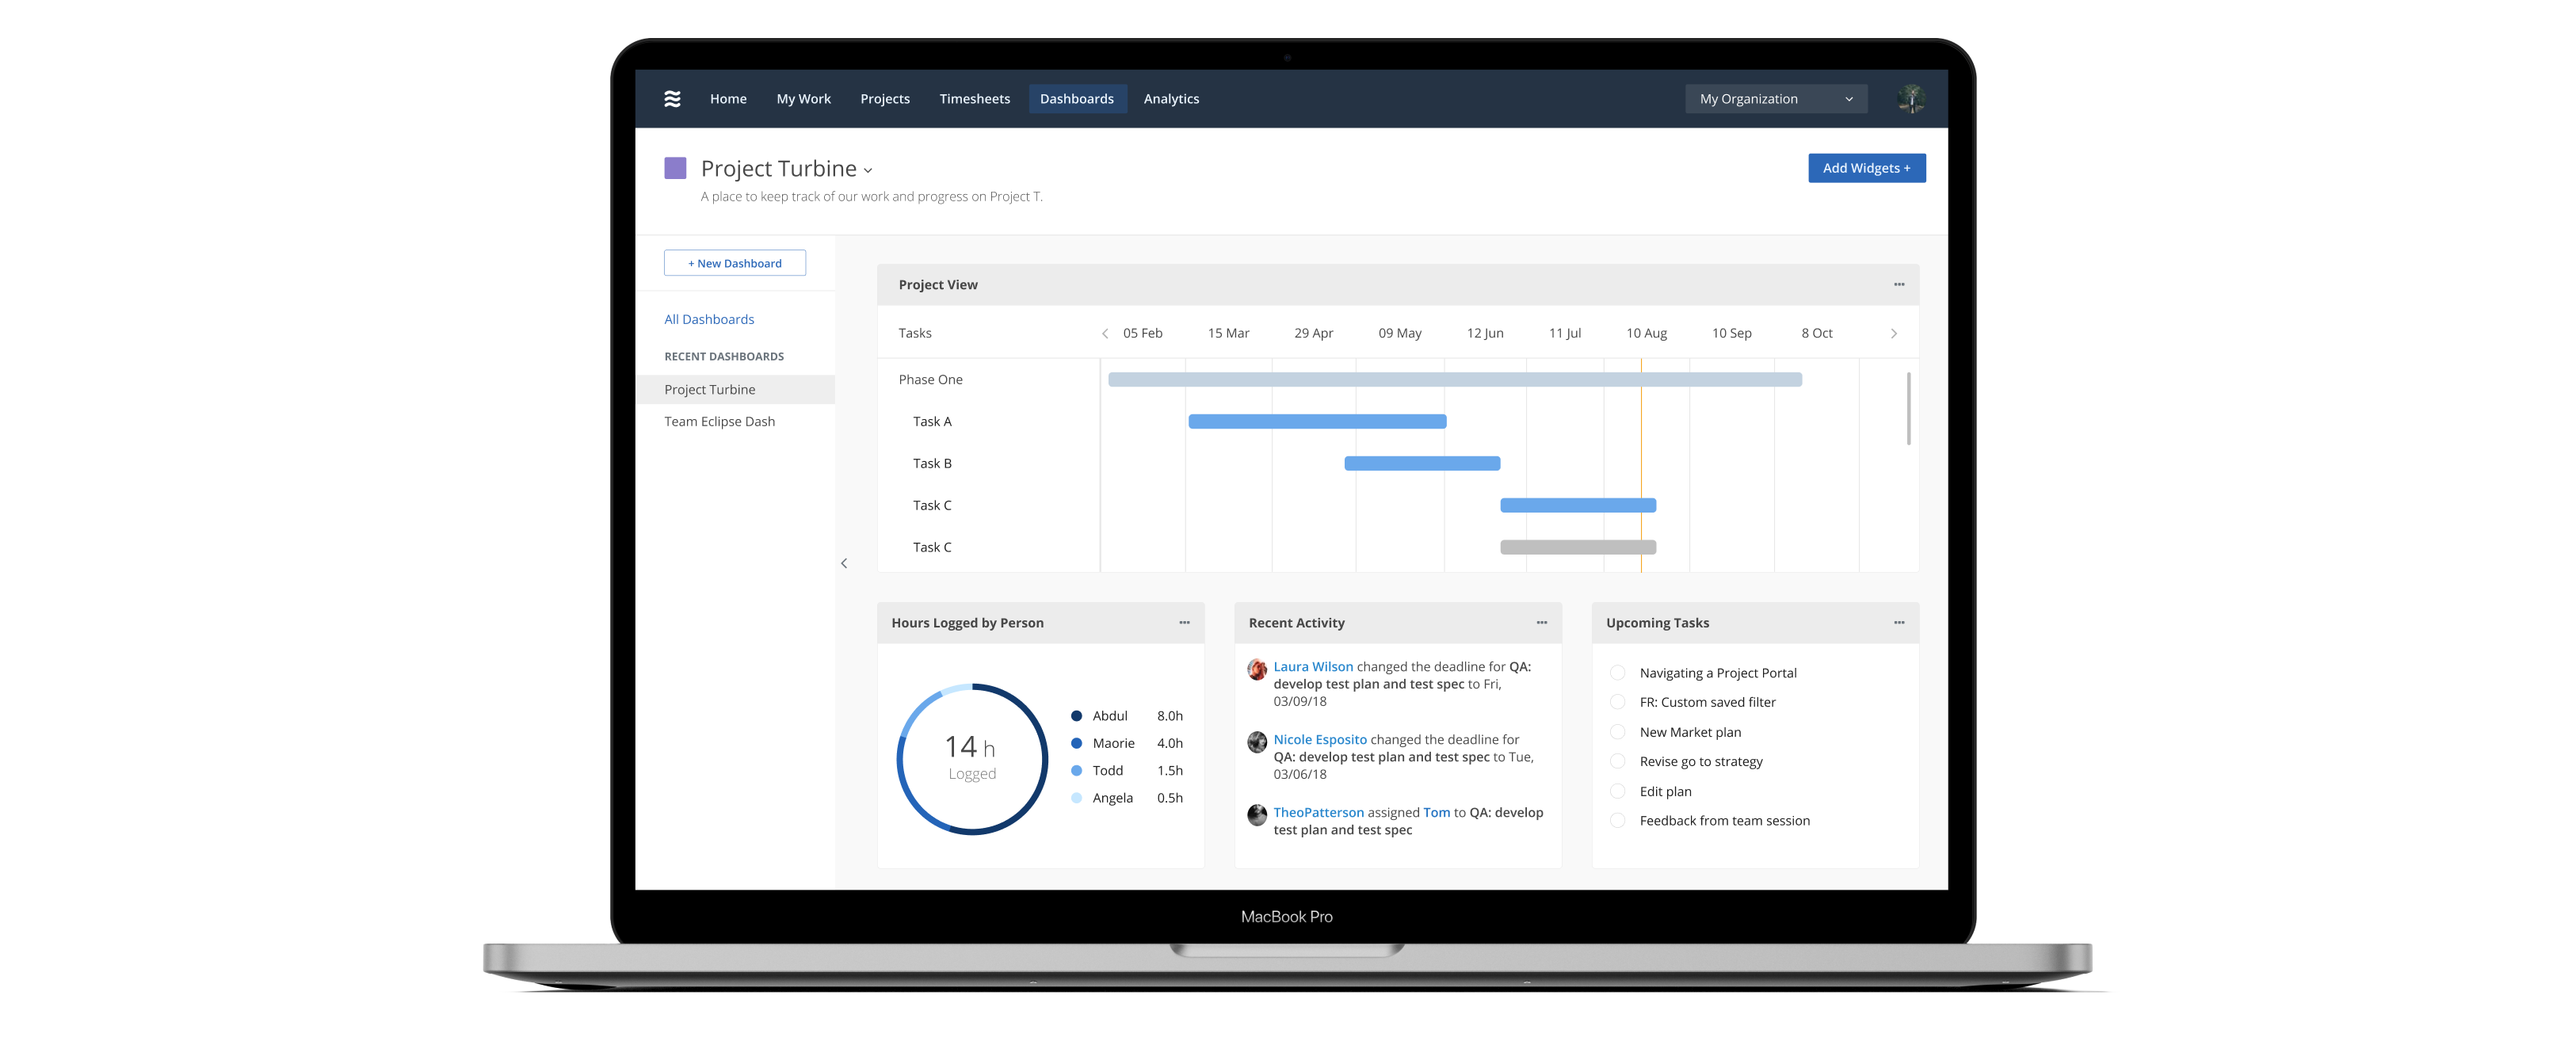 Home My Work Projects Timesheets Dashboards Analytics My Organization
Project Turbine
Add Widgets +
A place to keep track of our work and progress on Project T.
+ New Dashboard
All Dashboards
RECENT DASHBOARDS
Project Turbine
Team Eclipse Dash
Project View
Tasks 05 Feb 15 Mar 29 Apr 09 May 12 Jun 11 Jul 10 Aug 10 Sep 8 Oct
Phase One
Task A
Task B
Task C
Task C
Hours Logged by Person
14 h
Logged
Abdul 8.0h
Maorie 4.0h
Todd 1.5h
Angela 0.5h
Recent Activity
Laura Wilson changed the deadline for QA:
develop test plan and test spec to Fri,
03/09/18
Nicole Esposito changed the deadline for
QA: develop test plan and test spec to Tue,
03/06/18
TheoPatterson assigned Tom to QA: develop
test plan and test spec
Upcoming Tasks
Navigating a Project Portal
FR: Custom saved filter
New Market plan
Revise go to strategy
Edit plan
Feedback from team session
MacBook Pro